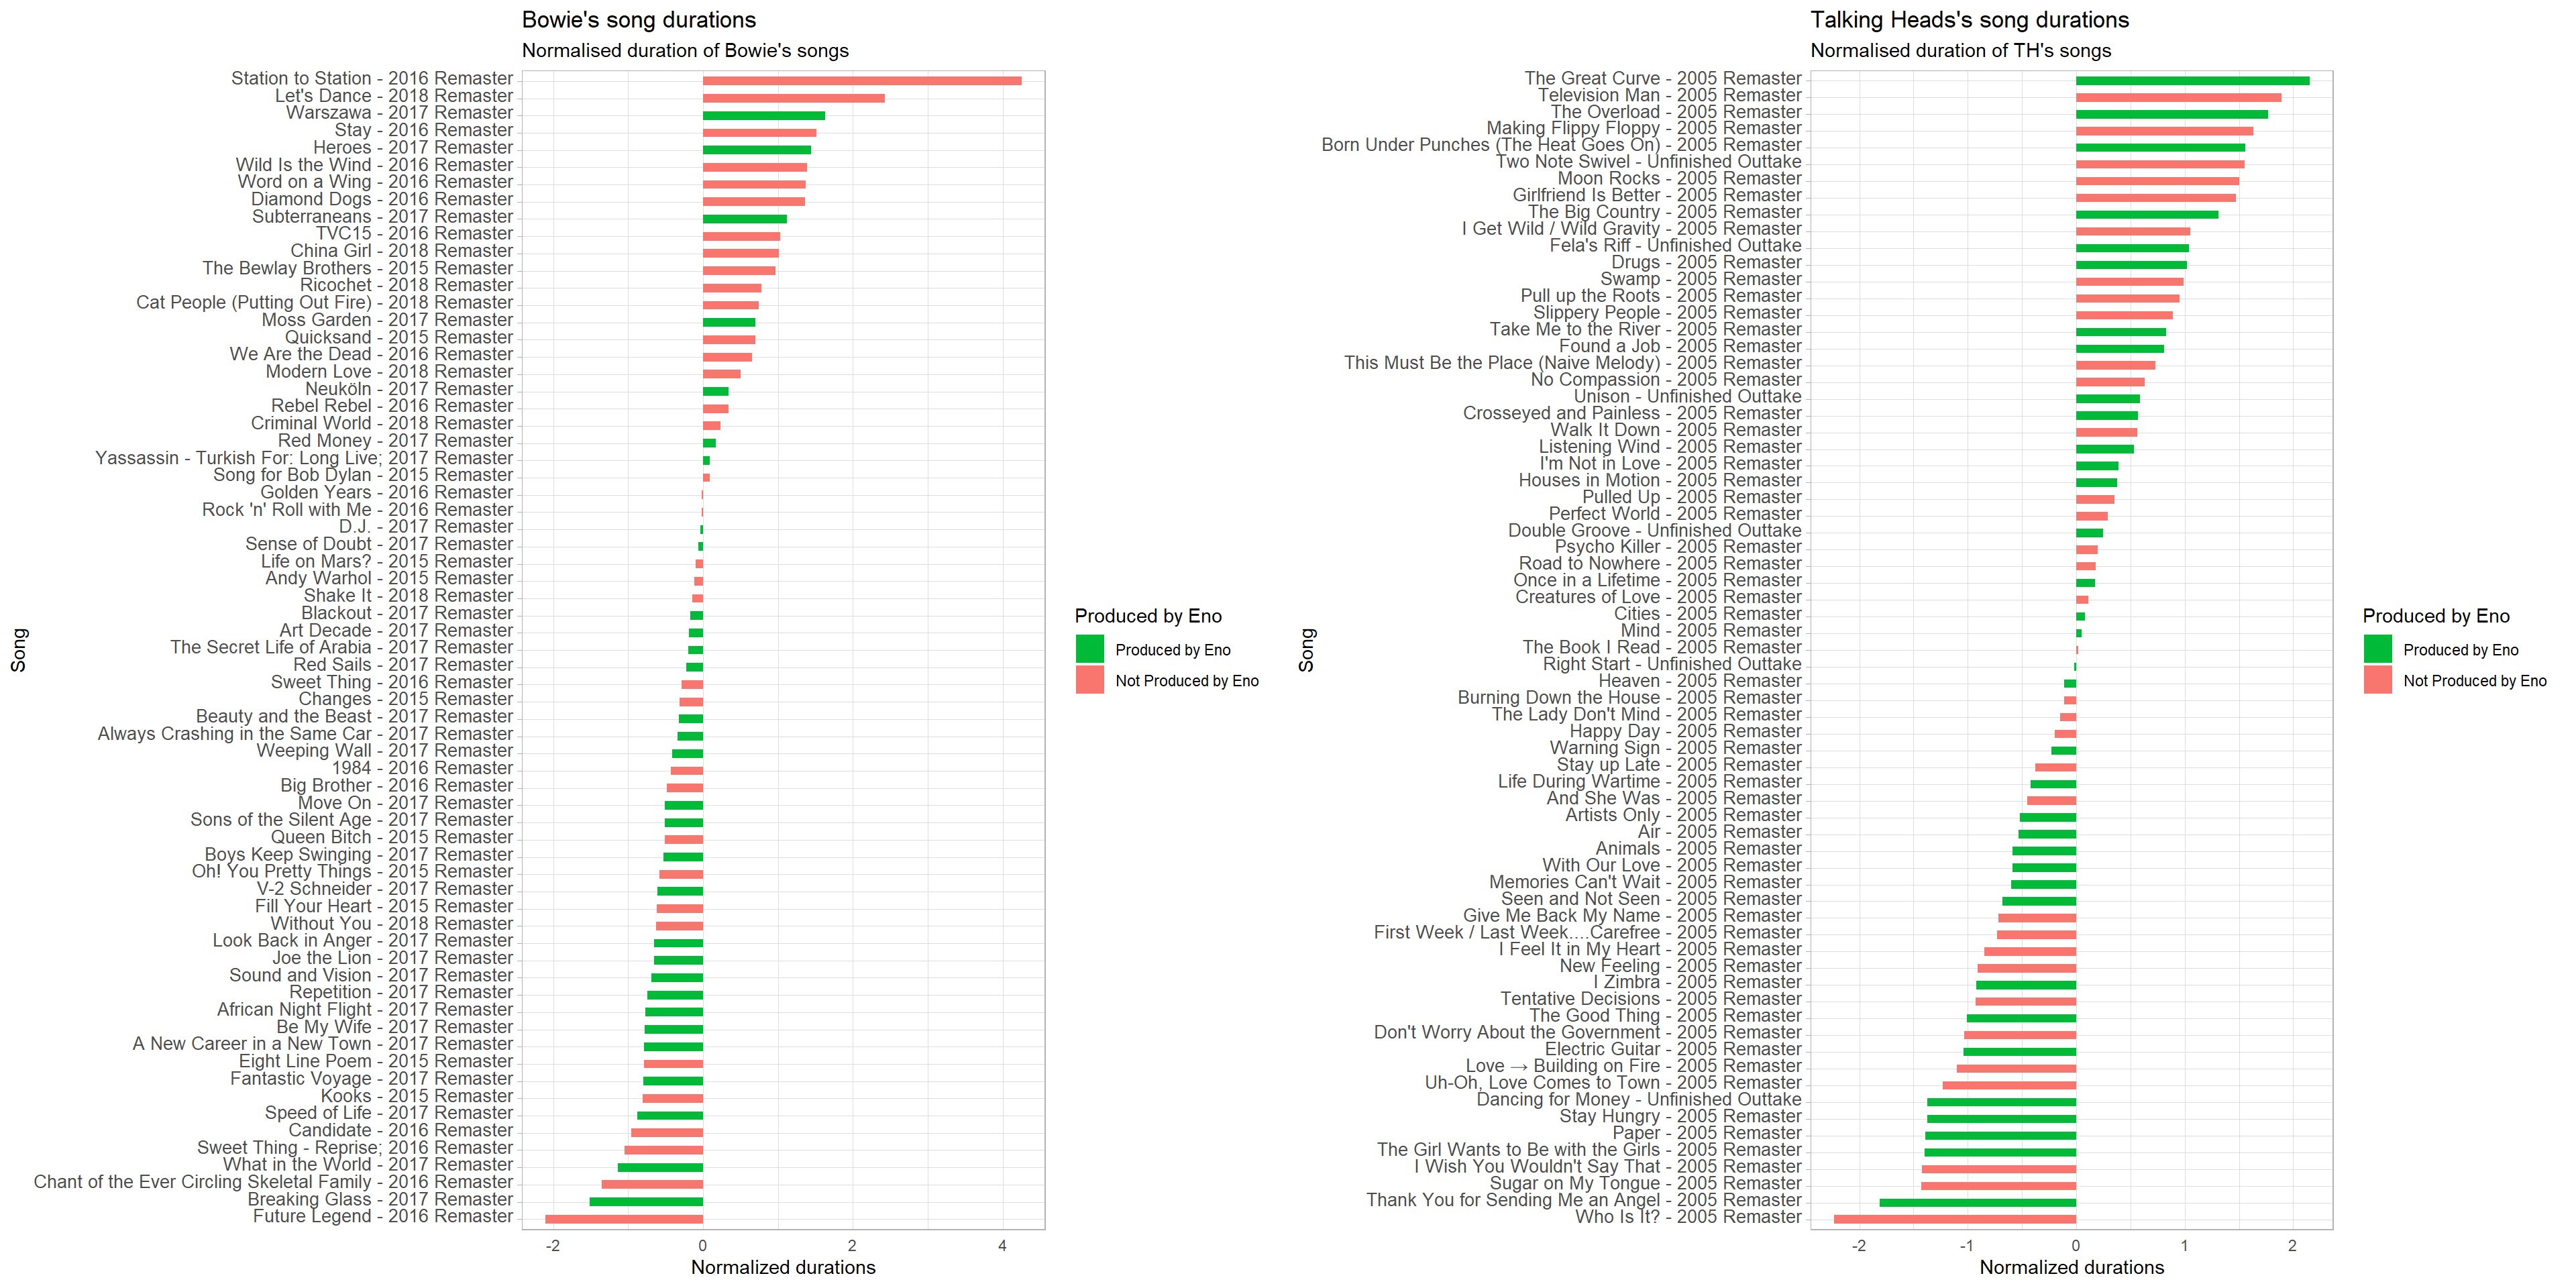 Bowie's song durations
Normalised duration of Bowie's songs
Song
Station to Station - 2016 Remaster
Let's Dance - 2018 Remaster
Warszawa - 2017 Remaster
Stay - 2016 Remaster
Heroes - 2017 Remaster
Wild Is the Wind - 2016 Remaster
Word on a Wing - 2016 Remaster
Diamond Dogs - 2016 Remaster
Subterraneans - 2017 Remaster
TVC15 - 2016 Remaster
China Girl - 2018 Remaster
The Bewlay Brothers - 2015 Remaster
Ricochet - 2018 Remaster
Cat People (Putting Out Fire) - 2018 Remaster
Moss Garden - 2017 Remaster
Quicksand - 2015 Remaster
We Are the Dead - 2016 Remaster
Modern Love - 2018 Remaster
Neuköln - 2017 Remaster
Rebel Rebel - 2016 Remaster
Criminal World - 2018 Remaster
Red Money - 2017 Remaster
Yassassin - Turkish For: Long Live; 2017 Remaster
Song for Bob Dylan - 2015 Remaster
Golden Years - 2016 Remaster
Rock 'n' Roll with Me - 2016 Remaster
D.J. - 2017 Remaster
Sense of Doubt - 2017 Remaster
Life on Mars? - 2015 Remaster
Andy Warhol - 2015 Remaster
Shake It - 2018 Remaster
Blackout - 2017 Remaster
Art Decade - 2017 Remaster
The Secret Life of Arabia - 2017 Remaster
Red Sails - 2017 Remaster
Sweet Thing - 2016 Remaster
Changes - 2015 Remaster
Beauty and the Beast - 2017 Remaster
Always Crashing in the Same Car - 2017 Remaster
Weeping Wall - 2017 Remaster
1984 - 2016 Remaster
Big Brother - 2016 Remaster
Move On - 2017 Remaster
Sons of the Silent Age - 2017 Remaster
Queen Bitch - 2015 Remaster
Boys Keep Swinging - 2017 Remaster
Oh! You Pretty Things - 2015 Remaster
V-2 Schneider - 2017 Remaster
Fill Your Heart - 2015 Remaster
Without You - 2018 Remaster
Look Back in Anger - 2017 Remaster
Joe the Lion - 2017 Remaster
Sound and Vision - 2017 Remaster
Repetition - 2017 Remaster
African Night Flight - 2017 Remaster
Be My Wife - 2017 Remaster
A New Career in a New Town - 2017 Remaster
Eight Line Poem - 2015 Remaster
Fantastic Voyage - 2017 Remaster
Kooks - 2015 Remaster
Speed of Life - 2017 Remaster
Candidate - 2016 Remaster
Sweet Thing - Reprise; 2016 Remaster
What in the World - 2017 Remaster
Chant of the Ever Circling Skeletal Family - 2016 Remaster
Breaking Glass - 2017 Remaster
Future Legend - 2016 Remaster
-2 0 2 4
Normalized durations
Produced by Eno
Produced by Eno
Not Produced by Eno
Talking Heads's song durations
Normalised duration of TH's songs
Song
The Great Curve - 2005 Remaster
Television Man - 2005 Remaster
The Overload - 2005 Remaster
Making Flippy Floppy - 2005 Remaster
Born Under Punches (The Heat Goes On) - 2005 Remaster
Two Note Swivel - Unfinished Outtake
Moon Rocks - 2005 Remaster
Girlfriend Is Better - 2005 Remaster
The Big Country - 2005 Remaster
I Get Wild / Wild Gravity - 2005 Remaster
Fela's Riff - Unfinished Outtake
Drugs - 2005 Remaster
Swamp - 2005 Remaster
Pull up the Roots - 2005 Remaster
Slippery People - 2005 Remaster
Take Me to the River - 2005 Remaster
Found a Job - 2005 Remaster
This Must Be the Place (Naive Melody) - 2005 Remaster
No Compassion - 2005 Remaster
Unison - Unfinished Outtake
Crosseyed and Painless - 2005 Remaster
Walk It Down - 2005 Remaster
Listening Wind - 2005 Remaster
I'm Not in Love - 2005 Remaster
Houses in Motion - 2005 Remaster
Pulled Up - 2005 Remaster
Perfect World - 2005 Remaster
Double Groove - Unfinished Outtake
Psycho Killer - 2005 Remaster
Road to Nowhere - 2005 Remaster
Once in a Lifetime - 2005 Remaster
Creatures of Love - 2005 Remaster
Cities - 2005 Remaster
Mind - 2005 Remaster
The Book I Read - 2005 Remaster
Right Start - Unfinished Outtake
Heaven - 2005 Remaster
Burning Down the House - 2005 Remaster
The Lady Don't Mind - 2005 Remaster
Happy Day - 2005 Remaster
Warning Sign - 2005 Remaster
Stay up Late - 2005 Remaster
Life During Wartime - 2005 Remaster
And She Was - 2005 Remaster
Artists Only - 2005 Remaster
Air - 2005 Remaster
Animals - 2005 Remaster
With Our Love - 2005 Remaster
Memories Can't Wait - 2005 Remaster
Seen and Not Seen - 2005 Remaster
Give Me Back My Name - 2005 Remaster
First Week / Last Week....Carefree - 2005 Remaster
I Feel It in My Heart - 2005 Remaster
New Feeling - 2005 Remaster
I Zimbra - 2005 Remaster
Tentative Decisions - 2005 Remaster
The Good Thing - 2005 Remaster
Don't Worry About the Government - 2005 Remaster
Electric Guitar - 2005 Remaster
Love → Building on Fire - 2005 Remaster
Uh-Oh, Love Comes to Town - 2005 Remaster
Dancing for Money - Unfinished Outtake
Stay Hungry - 2005 Remaster
Paper - 2005 Remaster
The Girl Wants to Be with the Girls - 2005 Remaster
I Wish You Wouldn't Say That - 2005 Remaster
Sugar on My Tongue - 2005 Remaster
Thank You for Sending Me an Angel - 2005 Remaster
Who Is It? - 2005 Remaster
-2 -1 0 1 2
Normalized durations
Produced by Eno
Produced by Eno
Not Produced by Eno